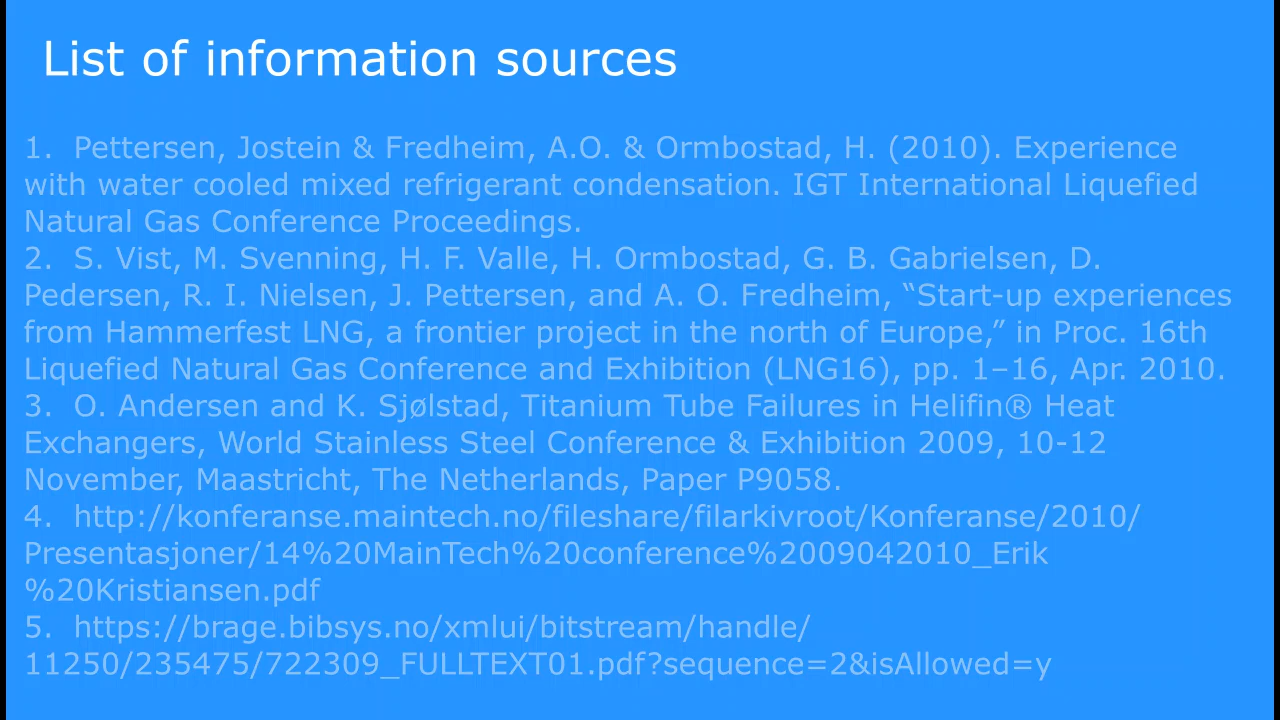 List of information sources
1. Pettersen, Jostein & Fredheim, A.O. & Ormbostad, H. (2010). Experience
with water cooled mixed refrigerant condensation. IGT International Liquefied
Natural Gas Conference Proceedings.
2. S. Vist, M. Svenning, H. F. Valle, H. Ormbostad, G. B. Gabrielsen, D.
Pedersen, R. I. Nielsen, J. Pettersen, and A. O. Fredheim, “Start-up experiences
from Hammerfest LNG, a frontier project in the north of Europe,” in Proc. 16th
Liquefied Natural Gas Conference and Exhibition (LNG16), pp. 1–16, Apr. 2010.
3. O. Andersen and K. Sjølstad, Titanium Tube Failures in Helifin® Heat
Exchangers, World Stainless Steel Conference & Exhibition 2009, 10-12
November, Maastricht, The Netherlands, Paper P9058.
4. http://konferanse.maintech.no/fileshare/filarkivroot/Konferanse/2010/
Presentasjoner/14%20MainTech%20conference%2009042010_Erik
%20Kristiansen.pdf
5. https://brage.bibsys.no/xmlui/bitstream/handle/
11250/235475/722309_FULLTEXT01.pdf?sequence=2&isAllowed=y